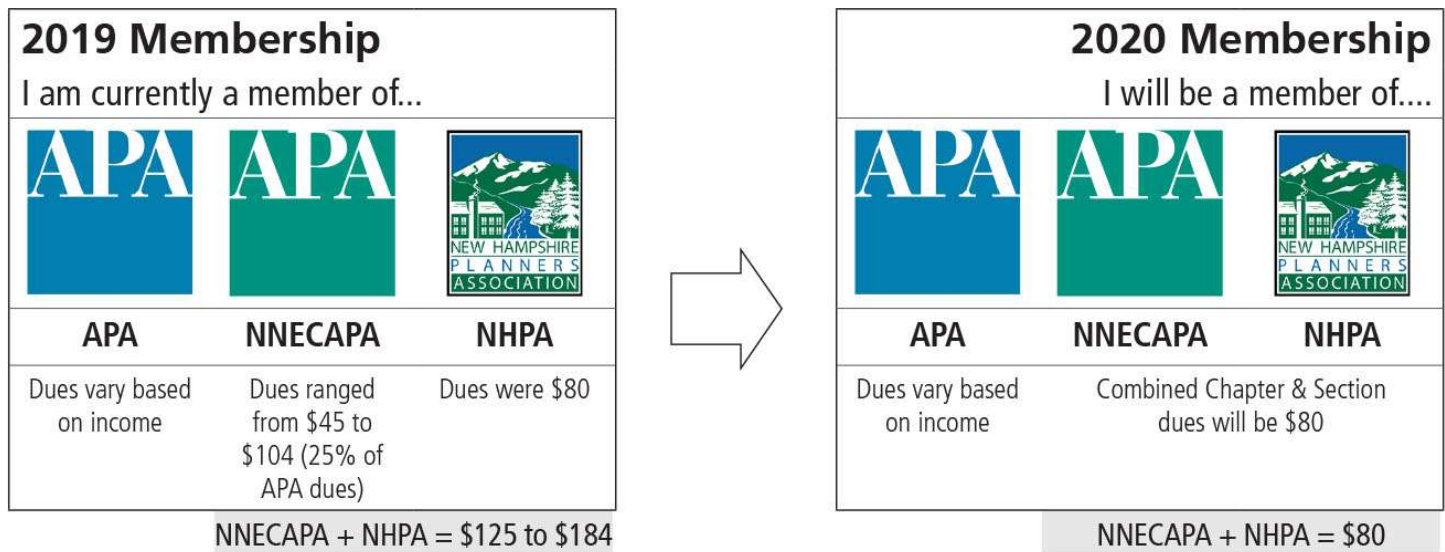 2019 Membership
I am currently a member of...
APA
APA
NEW HAMPSHIRE
PLANNERS
ASSOCIATION
APA
NNECAPA
NHPA
Dues vary based
on income
Dues ranged
from $45 to
$104 (25% of
APA dues)
Dues were $80
NNECAPA + NHPA = $125 to $184
2020 Membership
I will be a member of....
APA
APA
NEW HAMPSHIRE
PLANNERS
ASSOCIATION
APA
NNECAPA
NHPA
Dues vary based
on income
Combined Chapter & Section
dues will be $80
NNECAPA + NHPA = $80